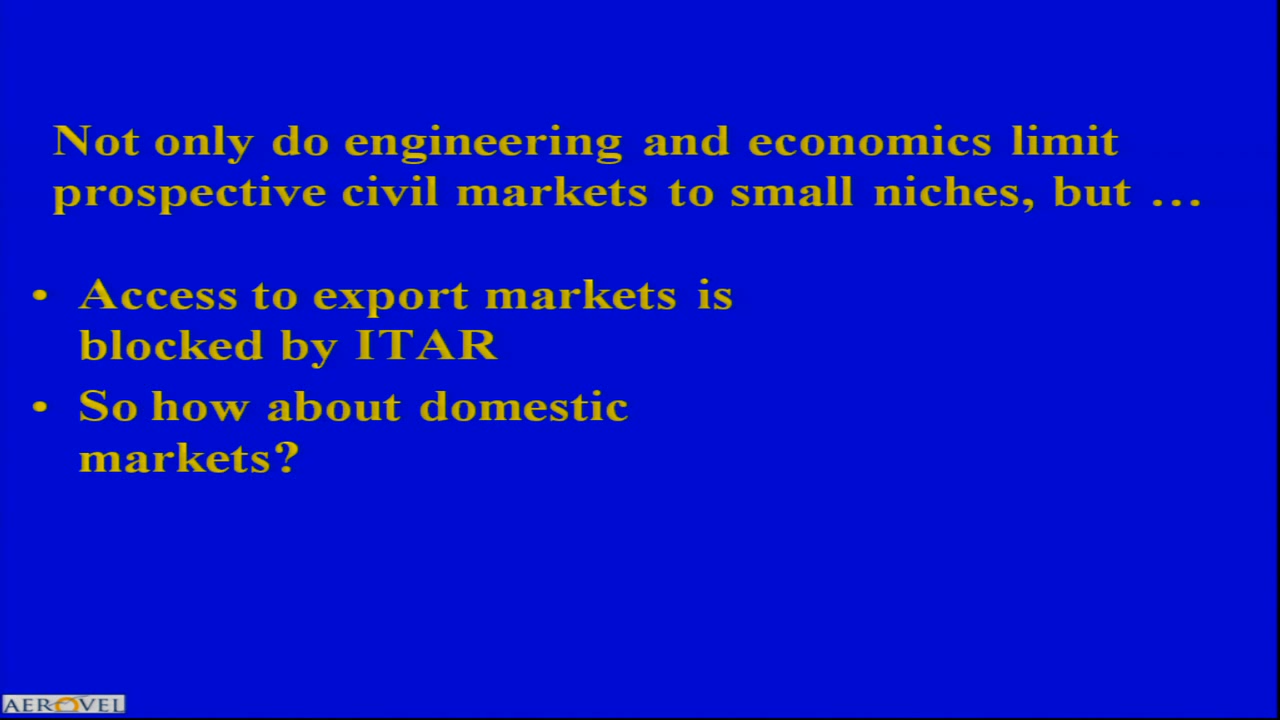 Not only do engineering and economics limit
prospective civil markets to small niches, but …
• Access to export markets is
blocked by ITAR
• So how about domestic
markets?
AEROVEL